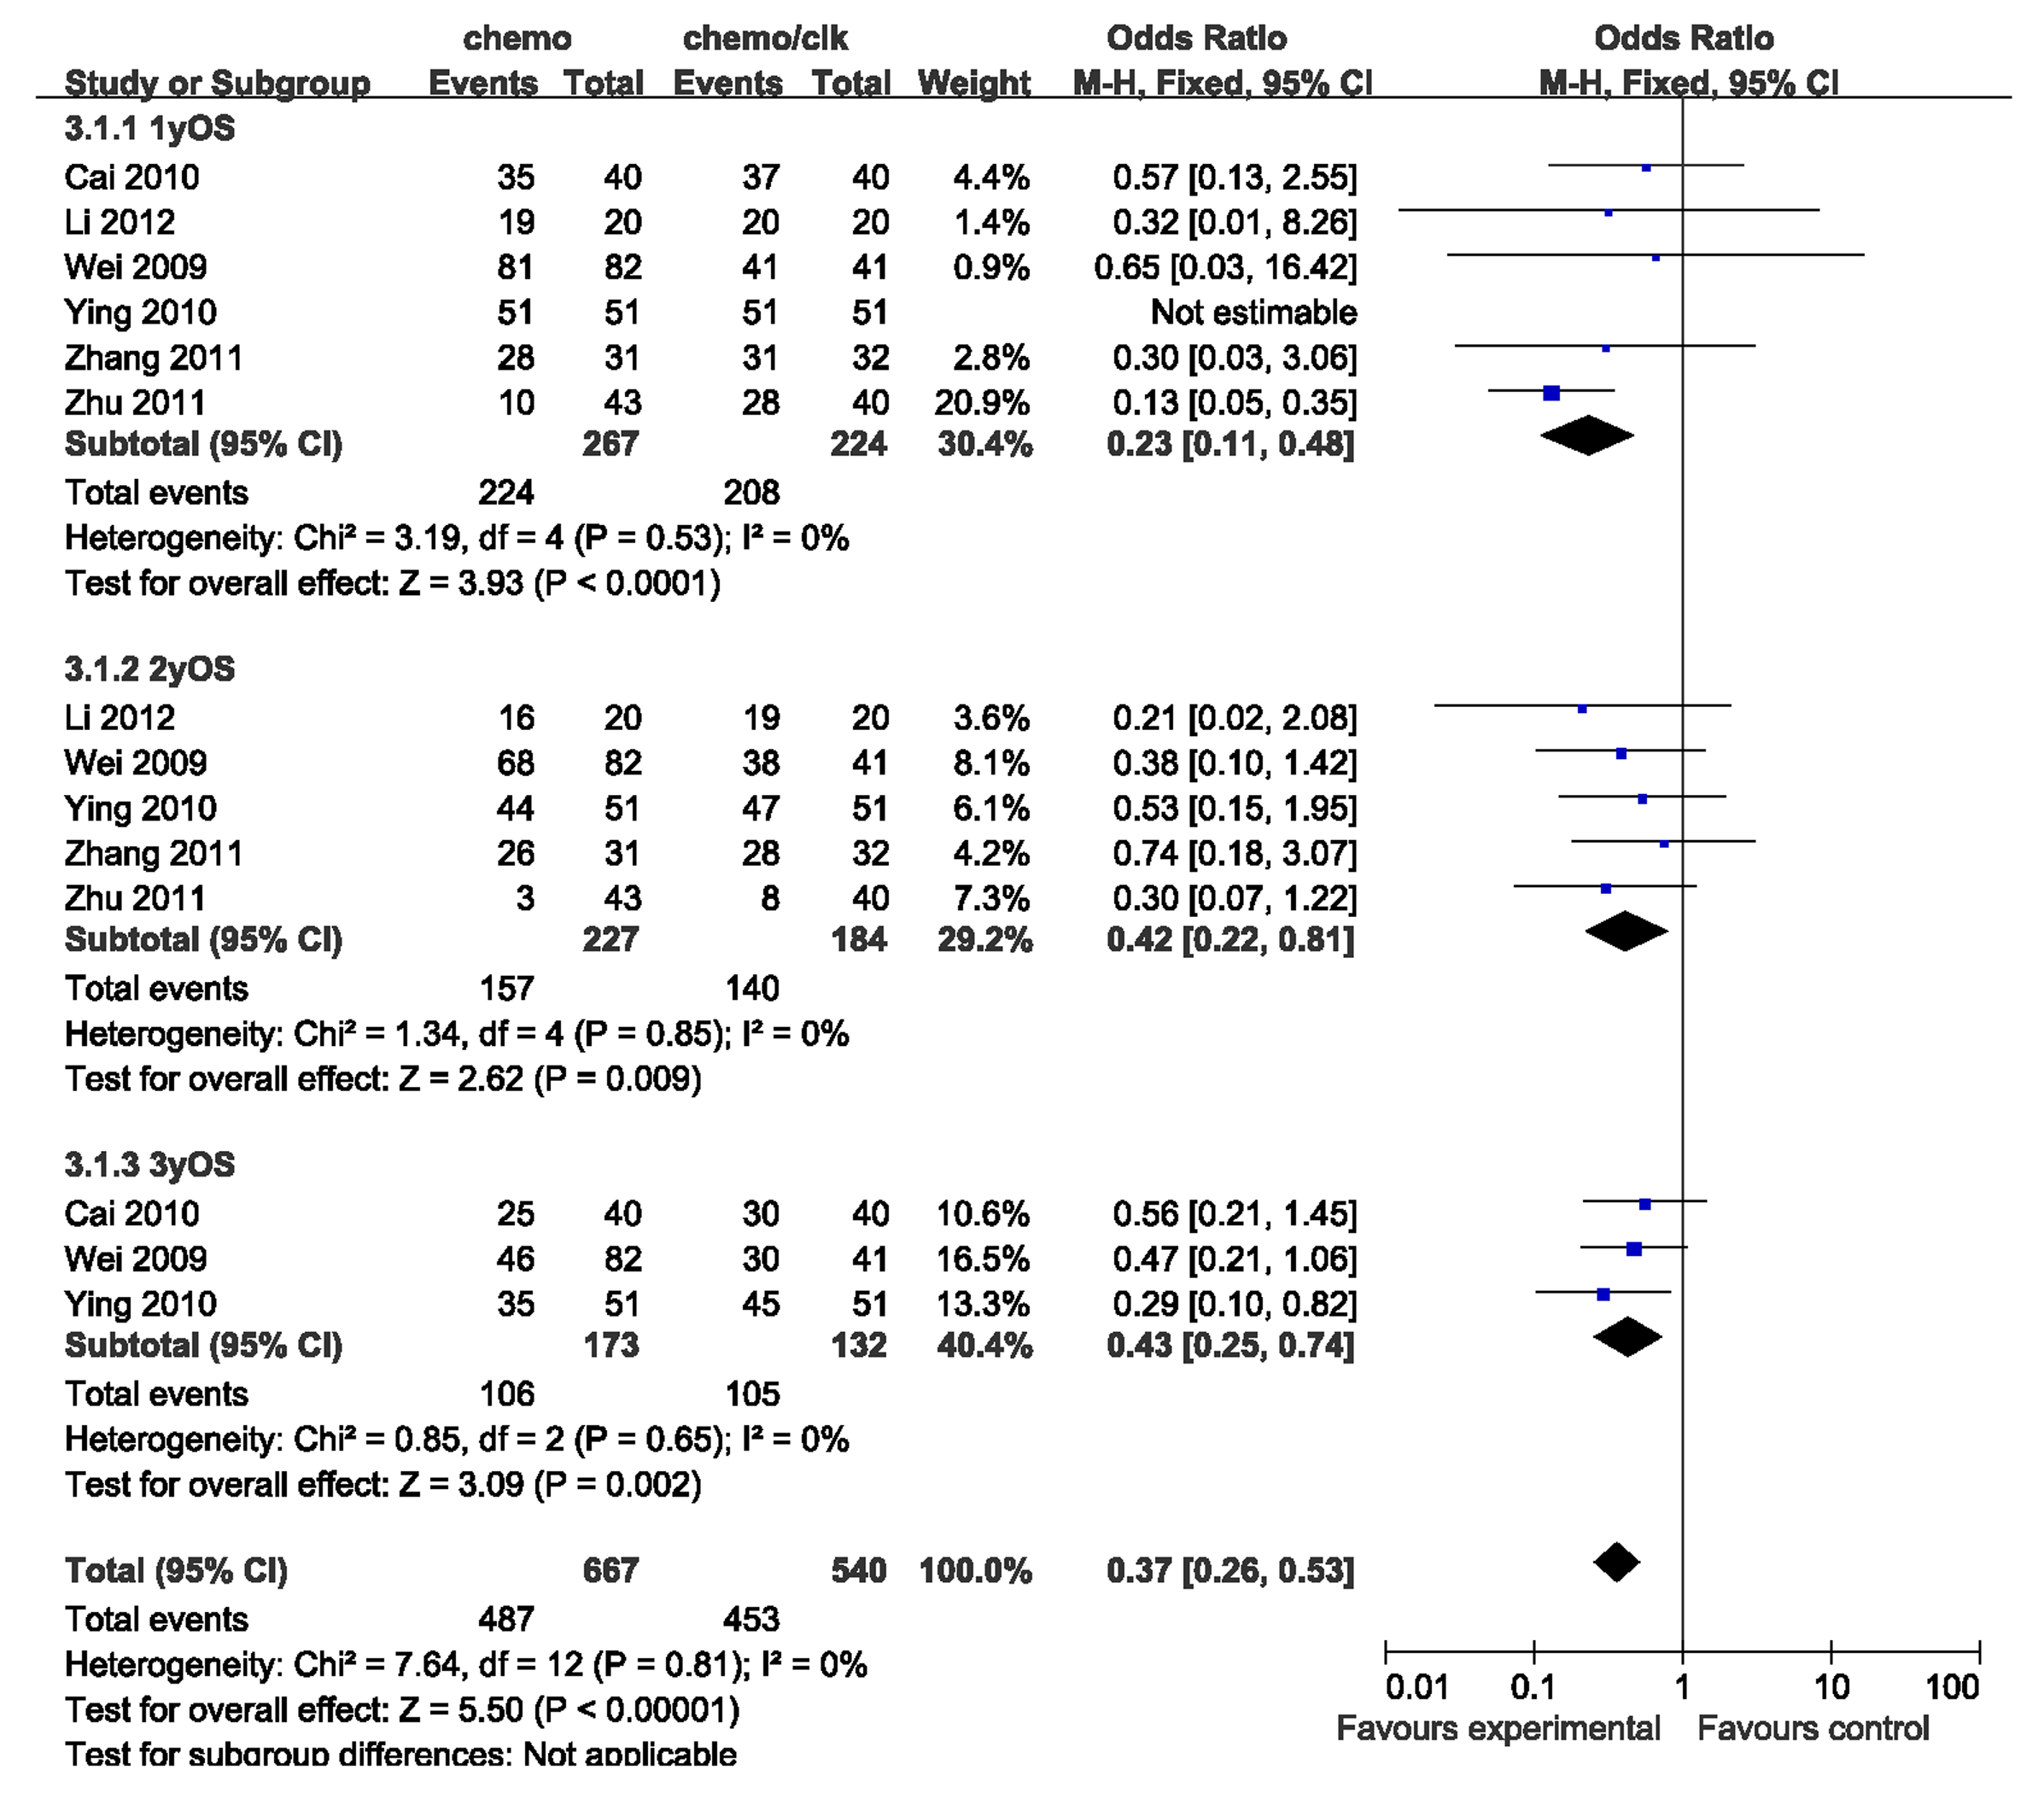 chemo chemo/clk Odds Ratio Odds Ratio
Study or Subgroup Events Total Events Total Weight M-H, Fixed, 95% CI M-H, Fixed, 95% CI
3.1.1 1yOS
Cai 2010 35 40 37 40 4.4% 0.57 [0.13, 2.55]
Li 2012 19 20 20 20 1.4% 0.32 [0.01, 8.26]
Wei 2009 81 82 41 41 0.9% 0.65 [0.03, 16.42]
Ying 2010 51 51 51 51 Not estimable
Zhang 2011 28 31 31 32 2.8% 0.30 [0.03, 3.06]
Zhu 2011 10 43 28 40 20.9% 0.13 [0.05, 0.35]
Subtotal (95% CI) 267 224 30.4% 0.23 [0.11, 0.48]
Total events 224 208
Heterogeneity: Chi² = 3.19, df = 4 (P = 0.53); I² = 0%
Test for overall effect: Z = 3.93 (P < 0.0001)
3.1.2 2yOS
Li 2012 16 20 19 20 3.6% 0.21 [0.02, 2.08]
Wei 2009 68 82 38 41 8.1% 0.38 [0.10, 1.42]
Ying 2010 44 51 47 51 6.1% 0.53 [0.15, 1.95]
Zhang 2011 26 31 28 32 4.2% 0.74 [0.18, 3.07]
Zhu 2011 3 43 8 40 7.3% 0.30 [0.07, 1.22]
Subtotal (95% CI) 227 184 29.2% 0.42 [0.22, 0.81]
Total events 157 140
Heterogeneity: Chi² = 1.34, df = 4 (P = 0.85); I² = 0%
Test for overall effect: Z = 2.62 (P = 0.009)
3.1.3 3yOS
Cai 2010 25 40 30 40 10.6% 0.56 [0.21, 1.45]
Wei 2009 46 82 30 41 16.5% 0.47 [0.21, 1.06]
Ying 2010 35 51 45 51 13.3% 0.29 [0.10, 0.82]
Subtotal (95% CI) 173 132 40.4% 0.43 [0.25, 0.74]
Total events 106 105
Heterogeneity: Chi² = 0.85, df = 2 (P = 0.65); I² = 0%
Test for overall effect: Z = 3.09 (P = 0.002)
Total (95% CI) 667 540 100.0% 0.37 [0.26, 0.53]
Total events 487 453
Heterogeneity: Chi² = 7.64, df = 12 (P = 0.81); I² = 0%
Test for overall effect: Z = 5.50 (P < 0.00001)
Test for subgroup differences: Not applicable
0.01 0.1 1 10 100
Favours experimental Favours control